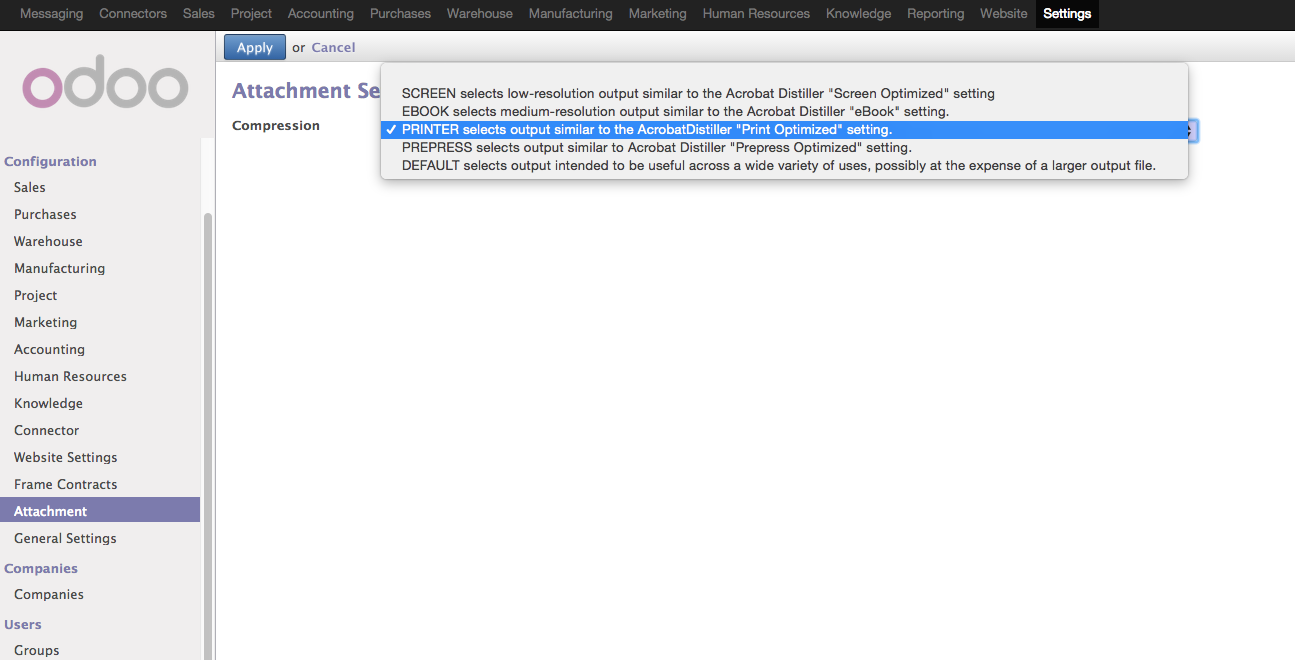 Messaging Connectors Sales Project Accounting Purchases Warehouse Manufacturing Marketing Human Resources Knowledge Reporting Website Settings
odoo
Apply or Cancel
Attachment Se
Compression
SCREEN selects low-resolution output similar to the Acrobat Distiller "Screen Optimized" setting
EBOOK selects medium-resolution output similar to the Acrobat Distiller "eBook" setting.
✓ PRINTER selects output similar to the AcrobatDistiller "Print Optimized" setting.
PREPRESS selects output similar to Acrobat Distiller "Prepress Optimized" setting.
DEFAULT selects output intended to be useful across a wide variety of uses, possibly at the expense of a larger output file.
Configuration
Sales
Purchases
Warehouse
Manufacturing
Project
Marketing
Accounting
Human Resources
Knowledge
Connector
Website Settings
Frame Contracts
Attachment
General Settings
Companies
Companies
Users
Groups